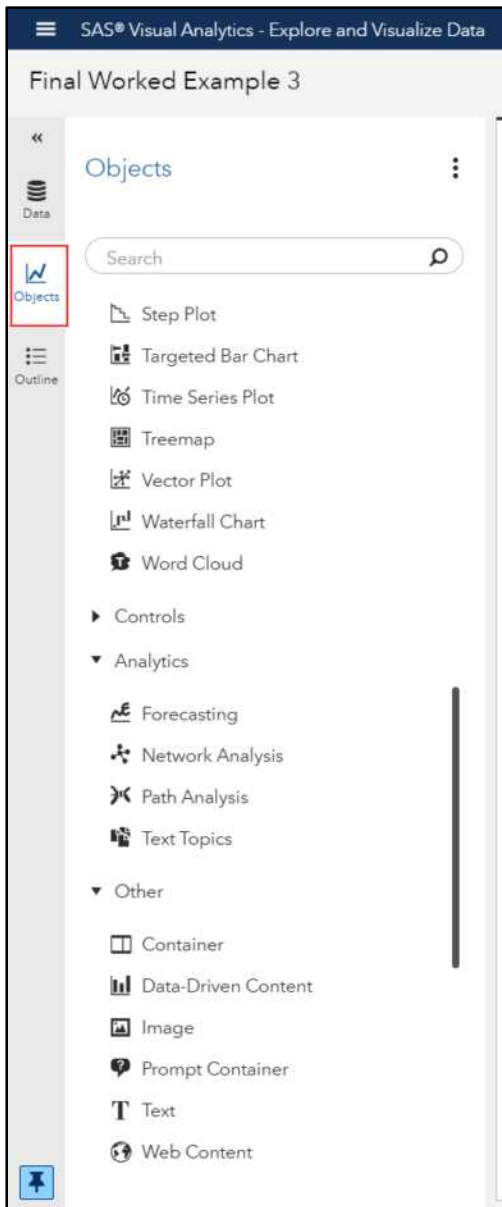 SAS® Visual Analytics - Explore and Visualize Data
Final Worked Example 3
Data
Objects
Outline
Objects
Search
Step Plot
Targeted Bar Chart
Time Series Plot
Treemap
Vector Plot
Waterfall Chart
Word Cloud
Controls
Analytics
Forecasting
Network Analysis
Path Analysis
Text Topics
Other
Container
Data-Driven Content
Image
Prompt Container
Text
Web Content